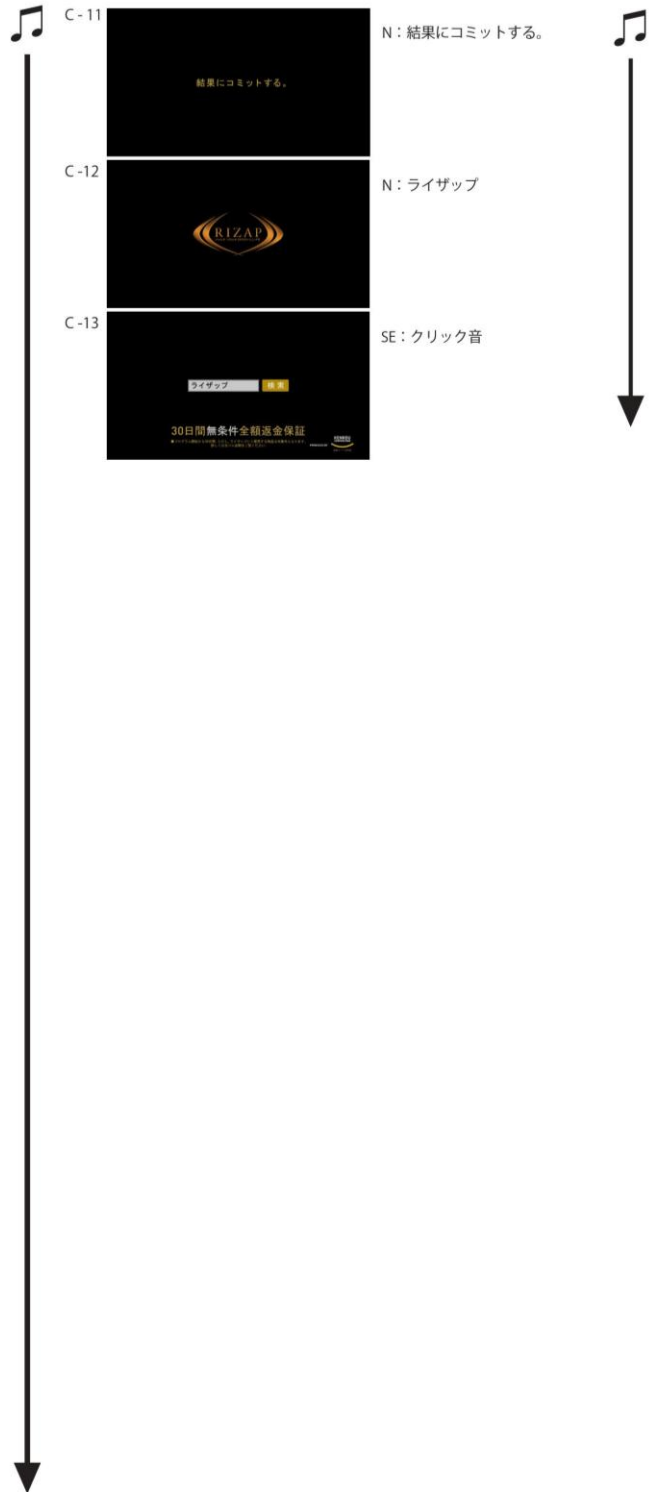 C - 11
結果にコミットする。
N：結果にコミットする。
C -12
RIZAP
N：ライザップ
C -13
ライザップ 検索
SE：クリック音
30日間無条件全額返金保証